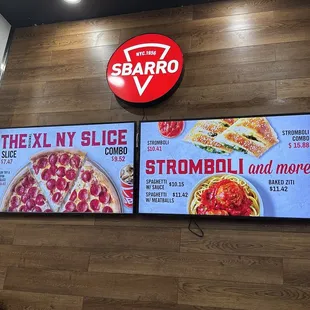 NYC. 1956
SBARRO
THE XL NY SLICE
SLICE
$7.47
COMBO
$9.52
STROMBOLI
$10.41
STROMBOLI
COMBO
$15.88
STROMBOLI and more
SPAGHETTI $10.15
W/ SAUCE
SPAGHETTI $11.42
W/ MEATBALLS
BAKED ZITI
$11.42